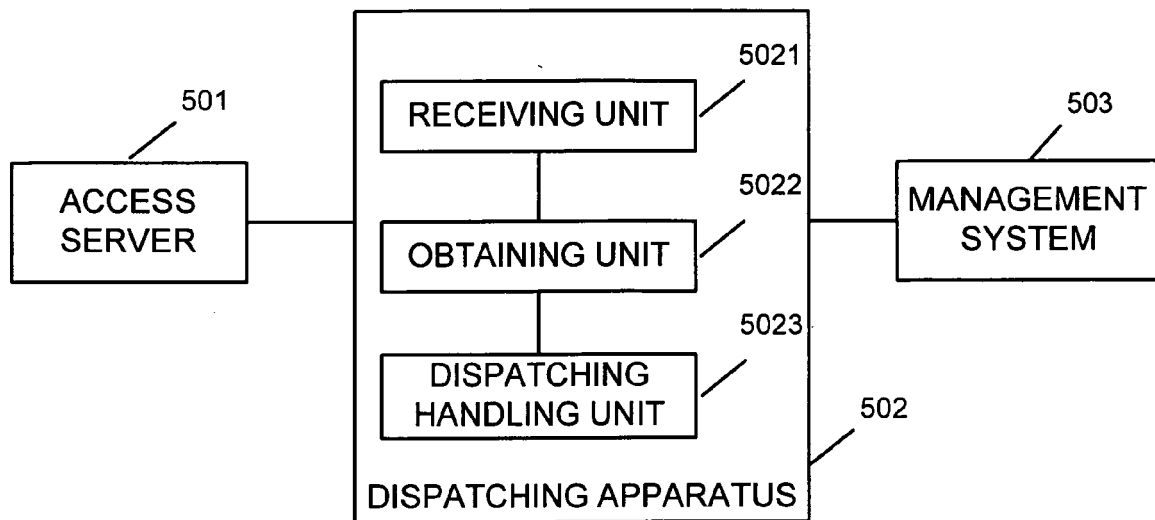 501
ACCESS
SERVER
5021
RECEIVING UNIT
5022
OBTAINING UNIT
5023
DISPATCHING
HANDLING UNIT
502
DISPATCHING APPARATUS
503
MANAGEMENT
SYSTEM